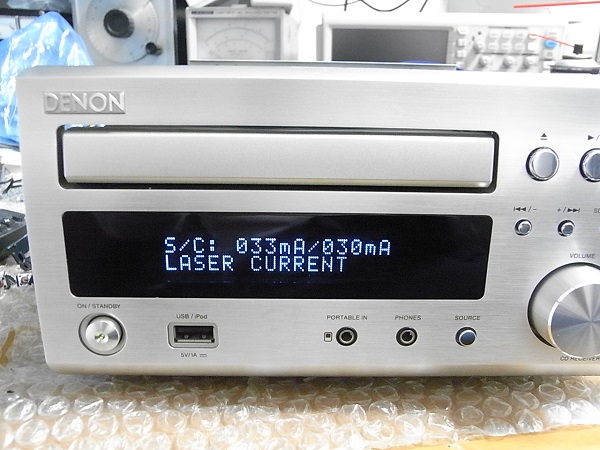 DENON
S/C: 033mA/030mA
LASER CURRENT
ON / STANDBY
USB / iPod
5V/1A
PORTABLE IN
PHONES
SOURCE
VOLUME
CD RECEIVER